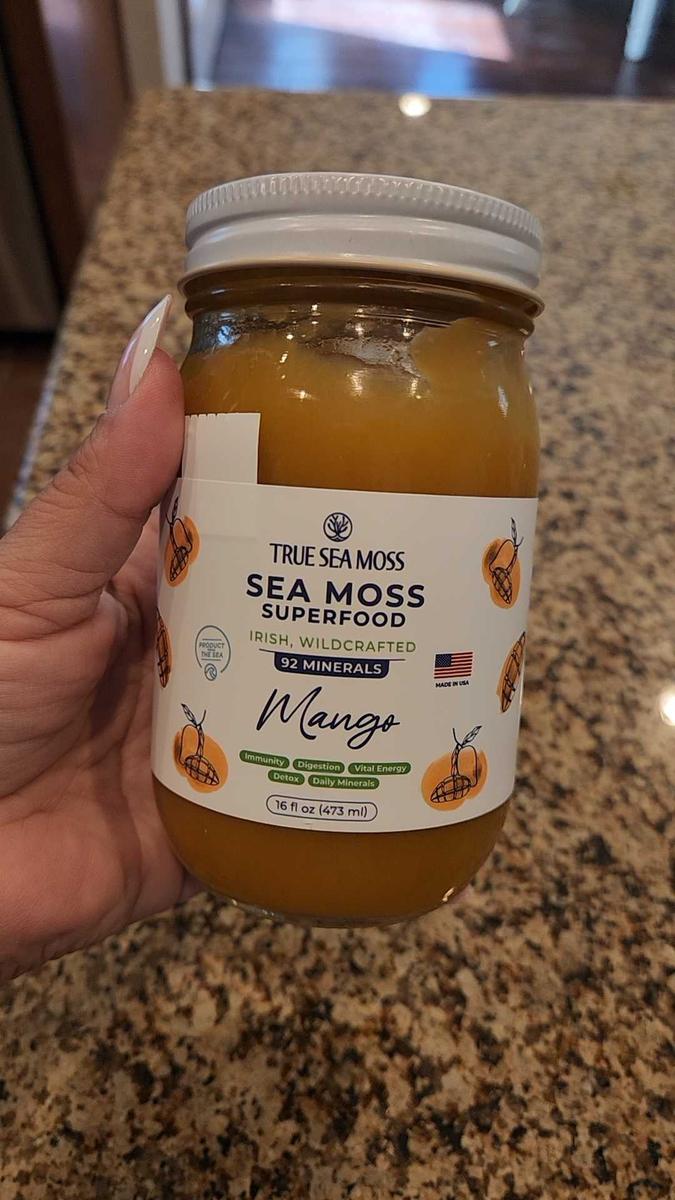 TRUE SEA MOSS
SEA MOSS
SUPERFOOD
IRISH, WILDCRAFTED
92 MINERALS
PRODUCT
THE SEA
MADE IN USA
Mango
Immunity Digestion Vital Energy
Detox Daily Minerals
16 fl oz (473 ml)